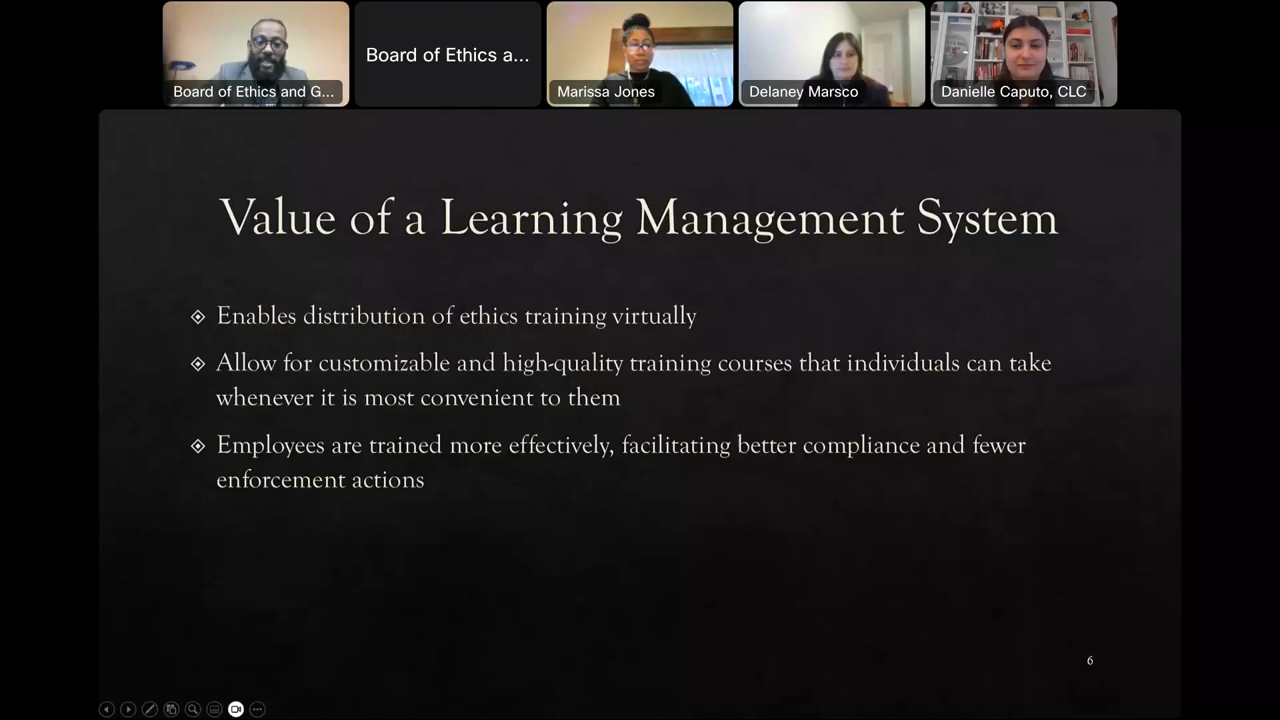 Board of Ethics a...
Board of Ethics and G...
Marissa Jones
Delaney Marsco
Danielle Caputo, CLC
Value of a Learning Management System
Enables distribution of ethics training virtually
Allow for customizable and high-quality training courses that individuals can take
whenever it is most convenient to them
Employees are trained more effectively, facilitating better compliance and fewer
enforcement actions
6